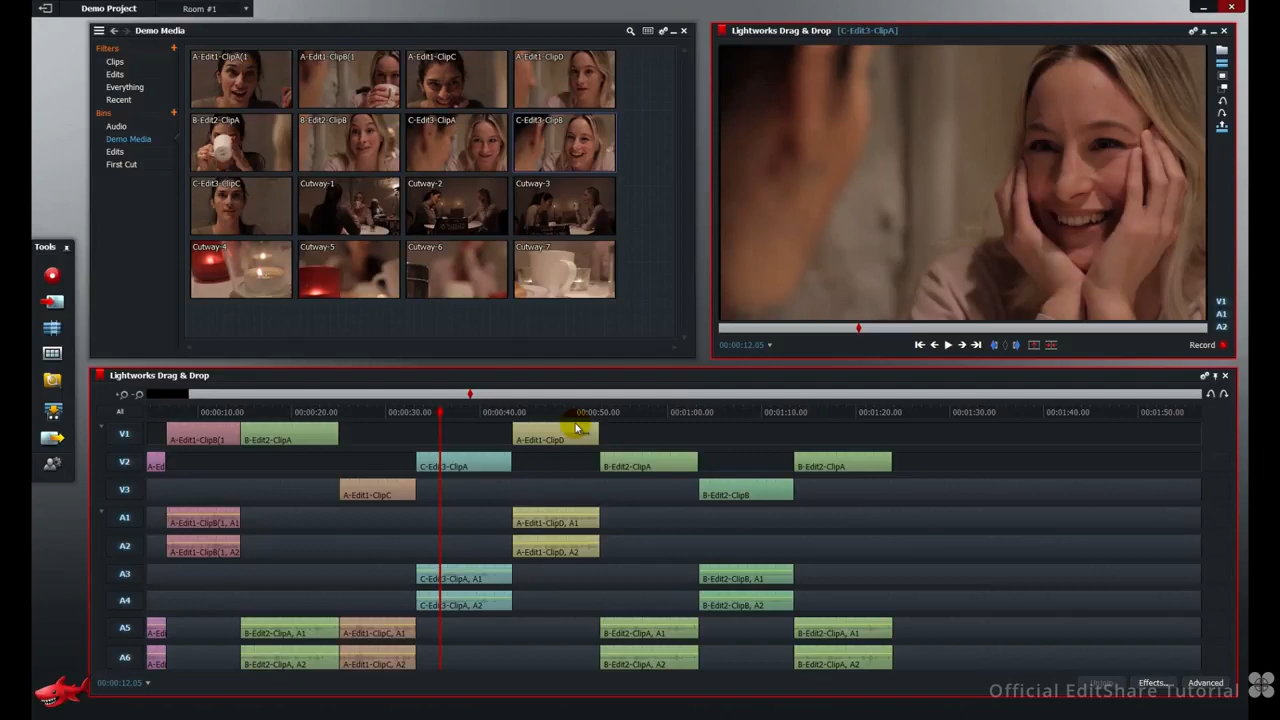 Demo Project
Room #1
Demo Media
Filters
Clips
Edits
Everything
Recent
Bins
Audio
Demo Media
Edits
First Cut
A-Edit1-ClipA(1
A-Edit1-ClipB(1
A-Edit1-ClipC
A-Edit1-ClipD
B-Edit2-ClipA
B-Edit2-ClipB
C-Edit3-ClipA
C-Edit3-ClipB
C-Edit3-ClipC
Cutway-1
Cutway-2
Cutway-3
Cutway-4
Cutway-5
Cutway-6
Cutway-7
Lightworks Drag & Drop [C-Edit3-ClipA]
V1
A1
A2
00:00:12.05
Record
Tools
Lightworks Drag & Drop
All
00:00:10.00 00:00:20.00 00:00:30.00 00:00:40.00 00:00:50.00 00:01:00.00 00:01:10.00 00:01:20.00 00:01:30.00 00:01:40.00 00:01:50.00
V1 A-Edit1-ClipB(1 B-Edit2-ClipA A-Edit1-ClipD
V2 A-Ed C-Edit3-ClipA B-Edit2-ClipA B-Edit2-ClipA
V3 A-Edit1-ClipC B-Edit2-ClipB
A1 A-Edit1-ClipB(1, A1 A-Edit1-ClipD, A1
A2 A-Edit1-ClipB(1, A2 A-Edit1-ClipD, A2
A3 C-Edit3-ClipA, A1 B-Edit2-ClipB, A1
A4 C-Edit3-ClipA, A2 B-Edit2-ClipB, A2
A5 A-Ed B-Edit2-ClipA, A1 A-Edit1-ClipC, A1 B-Edit2-ClipA, A1 B-Edit2-ClipA, A1
A6 A-Ed B-Edit2-ClipA, A2 A-Edit1-ClipC, A2 B-Edit2-ClipA, A2 B-Edit2-ClipA, A2
00:00:12.05
Unjoin Effects... Advanced
Official EditShare Tutorial